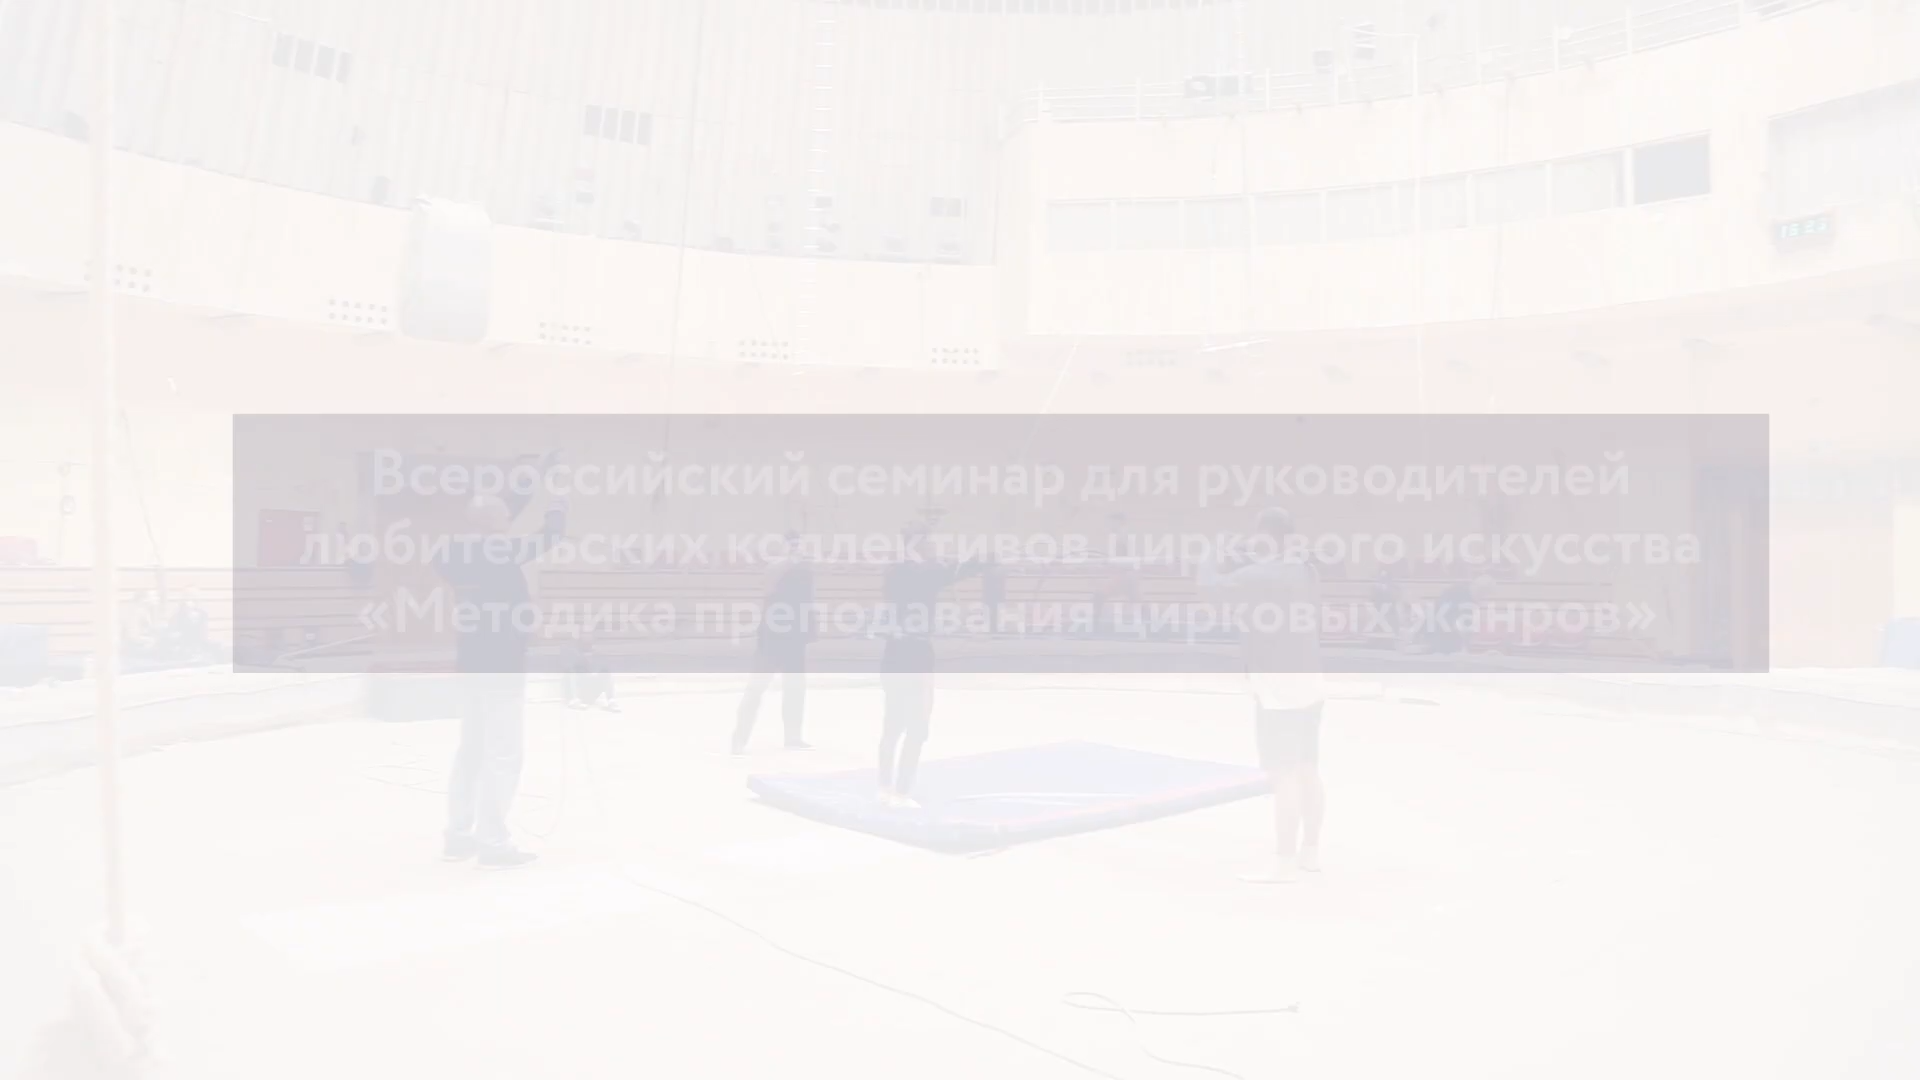 Всероссийский семинар для руководителей
любительских коллективов циркового искусства
«Методика преподавания цирковых жанров»